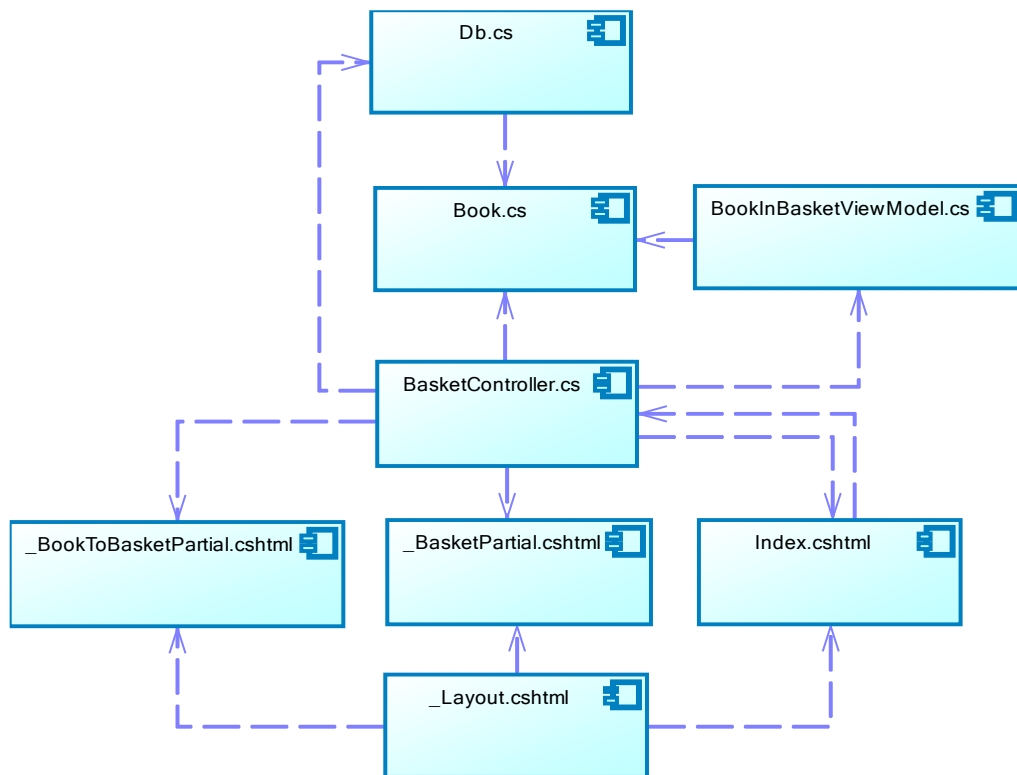 Db.cs
Book.cs
BookInBasketViewModel.cs
BasketController.cs
_BookToBasketPartial.cshtml
_BasketPartial.cshtml
Index.cshtml
_Layout.cshtml